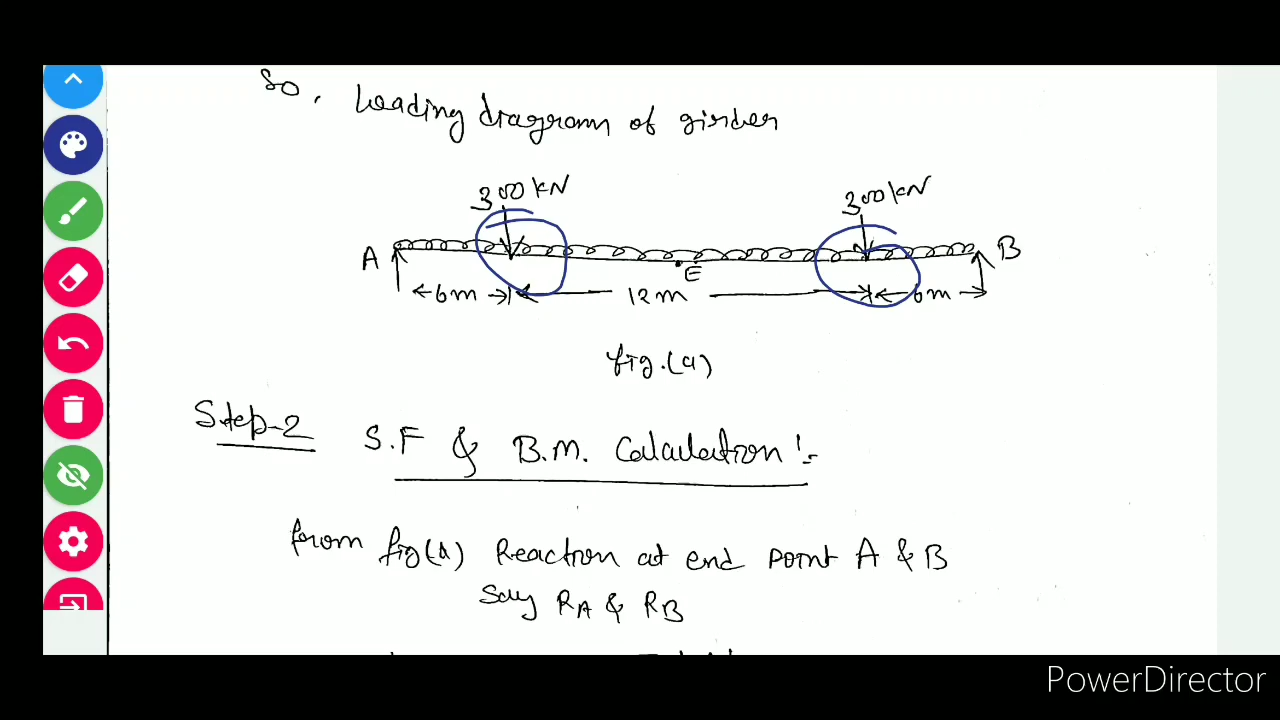 So, Loading diagram of girder
300 kN
300 kN
A
B
E
6m
12m
6m
fig.(a)
Step-2
S.F & B.M. Calculation :-
from fig(a) Reaction at end point A & B
Say RA & RB
PowerDirector